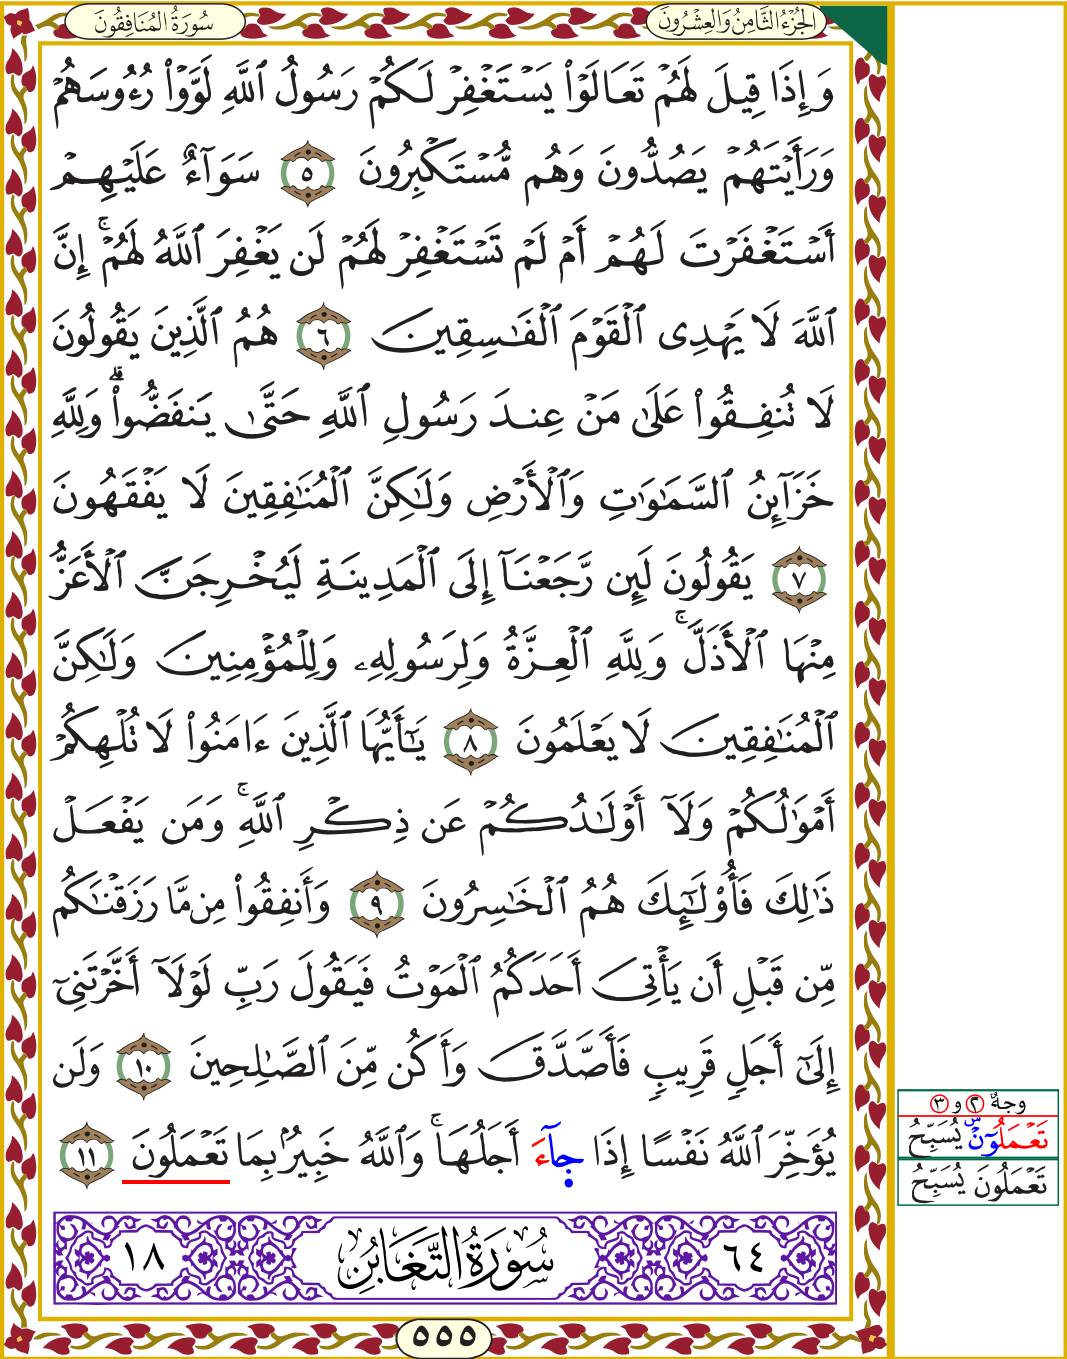 سُورَةُ المُنَافِقُونَ
الجُزْءُ الثَّامِنُ وَالعِشْرُونَ
وَإِذَا قِيلَ لَهُمْ تَعَالَوْا۟ يَسْتَغْفِرْ لَكُمْ رَسُولُ ٱللَّهِ لَوَّوْا۟ رُءُوسَهُمْ
وَرَأَيْتَهُمْ يَصُدُّونَ وَهُم مُّسْتَكْبِرُونَ ٥ سَوَآءٌ عَلَيْهِمْ
أَسْتَغْفَرْتَ لَهُمْ أَمْ لَمْ تَسْتَغْفِرْ لَهُمْ لَن يَغْفِرَ ٱللَّهُ لَهُمْ ۚ إِنَّ
ٱللَّهَ لَا يَهْدِى ٱلْقَوْمَ ٱلْفَـٰسِقِينَ ٦ هُمُ ٱلَّذِينَ يَقُولُونَ
لَا تُنفِقُوا۟ عَلَىٰ مَنْ عِندَ رَسُولِ ٱللَّهِ حَتَّىٰ يَنفَضُّوا۟ ۗ وَلِلَّهِ
خَزَآئِنُ ٱلسَّمَـٰوَٰتِ وَٱلْأَرْضِ وَلَـٰكِنَّ ٱلْمُنَـٰفِقِينَ لَا يَفْقَهُونَ
٧ يَقُولُونَ لَئِن رَّجَعْنَآ إِلَى ٱلْمَدِينَةِ لَيُخْرِجَنَّ ٱلْأَعَزُّ
مِنْهَا ٱلْأَذَلَّ ۚ وَلِلَّهِ ٱلْعِزَّةُ وَلِرَسُولِهِۦ وَلِلْمُؤْمِنِينَ وَلَـٰكِنَّ
ٱلْمُنَـٰفِقِينَ لَا يَعْلَمُونَ ٨ يَـٰٓأَيُّهَا ٱلَّذِينَ ءَامَنُوا۟ لَا تُلْهِكُمْ
أَمْوَٰلُكُمْ وَلَآ أَوْلَـٰدُكُمْ عَن ذِكْرِ ٱللَّهِ ۚ وَمَن يَفْعَلْ
ذَٰلِكَ فَأُو۟لَـٰٓئِكَ هُمُ ٱلْخَـٰسِرُونَ ٩ وَأَنفِقُوا۟ مِن مَّا رَزَقْنَـٰكُم
مِّن قَبْلِ أَن يَأْتِىَ أَحَدَكُمُ ٱلْمَوْتُ فَيَقُولَ رَبِّ لَوْلَآ أَخَّرْتَنِىٓ
إِلَىٰٓ أَجَلٍ قَرِيبٍ فَأَصَّدَّقَ وَأَكُن مِّنَ ٱلصَّـٰلِحِينَ ١٠ وَلَن
يُؤَخِّرَ ٱللَّهُ نَفْسًا إِذَا جَآءَ أَجَلُهَا ۚ وَٱللَّهُ خَبِيرٌۢ بِمَا تَعْمَلُونَ ١١
وجهٌ ٢ و ٣
تَعْمَلُونَ ۜ يُسَبِّحُ
تَعْمَلُونَ يُسَبِّحُ
٦٤ سُورَةُ التَّغَابُنِ ١٨
٥٥٥